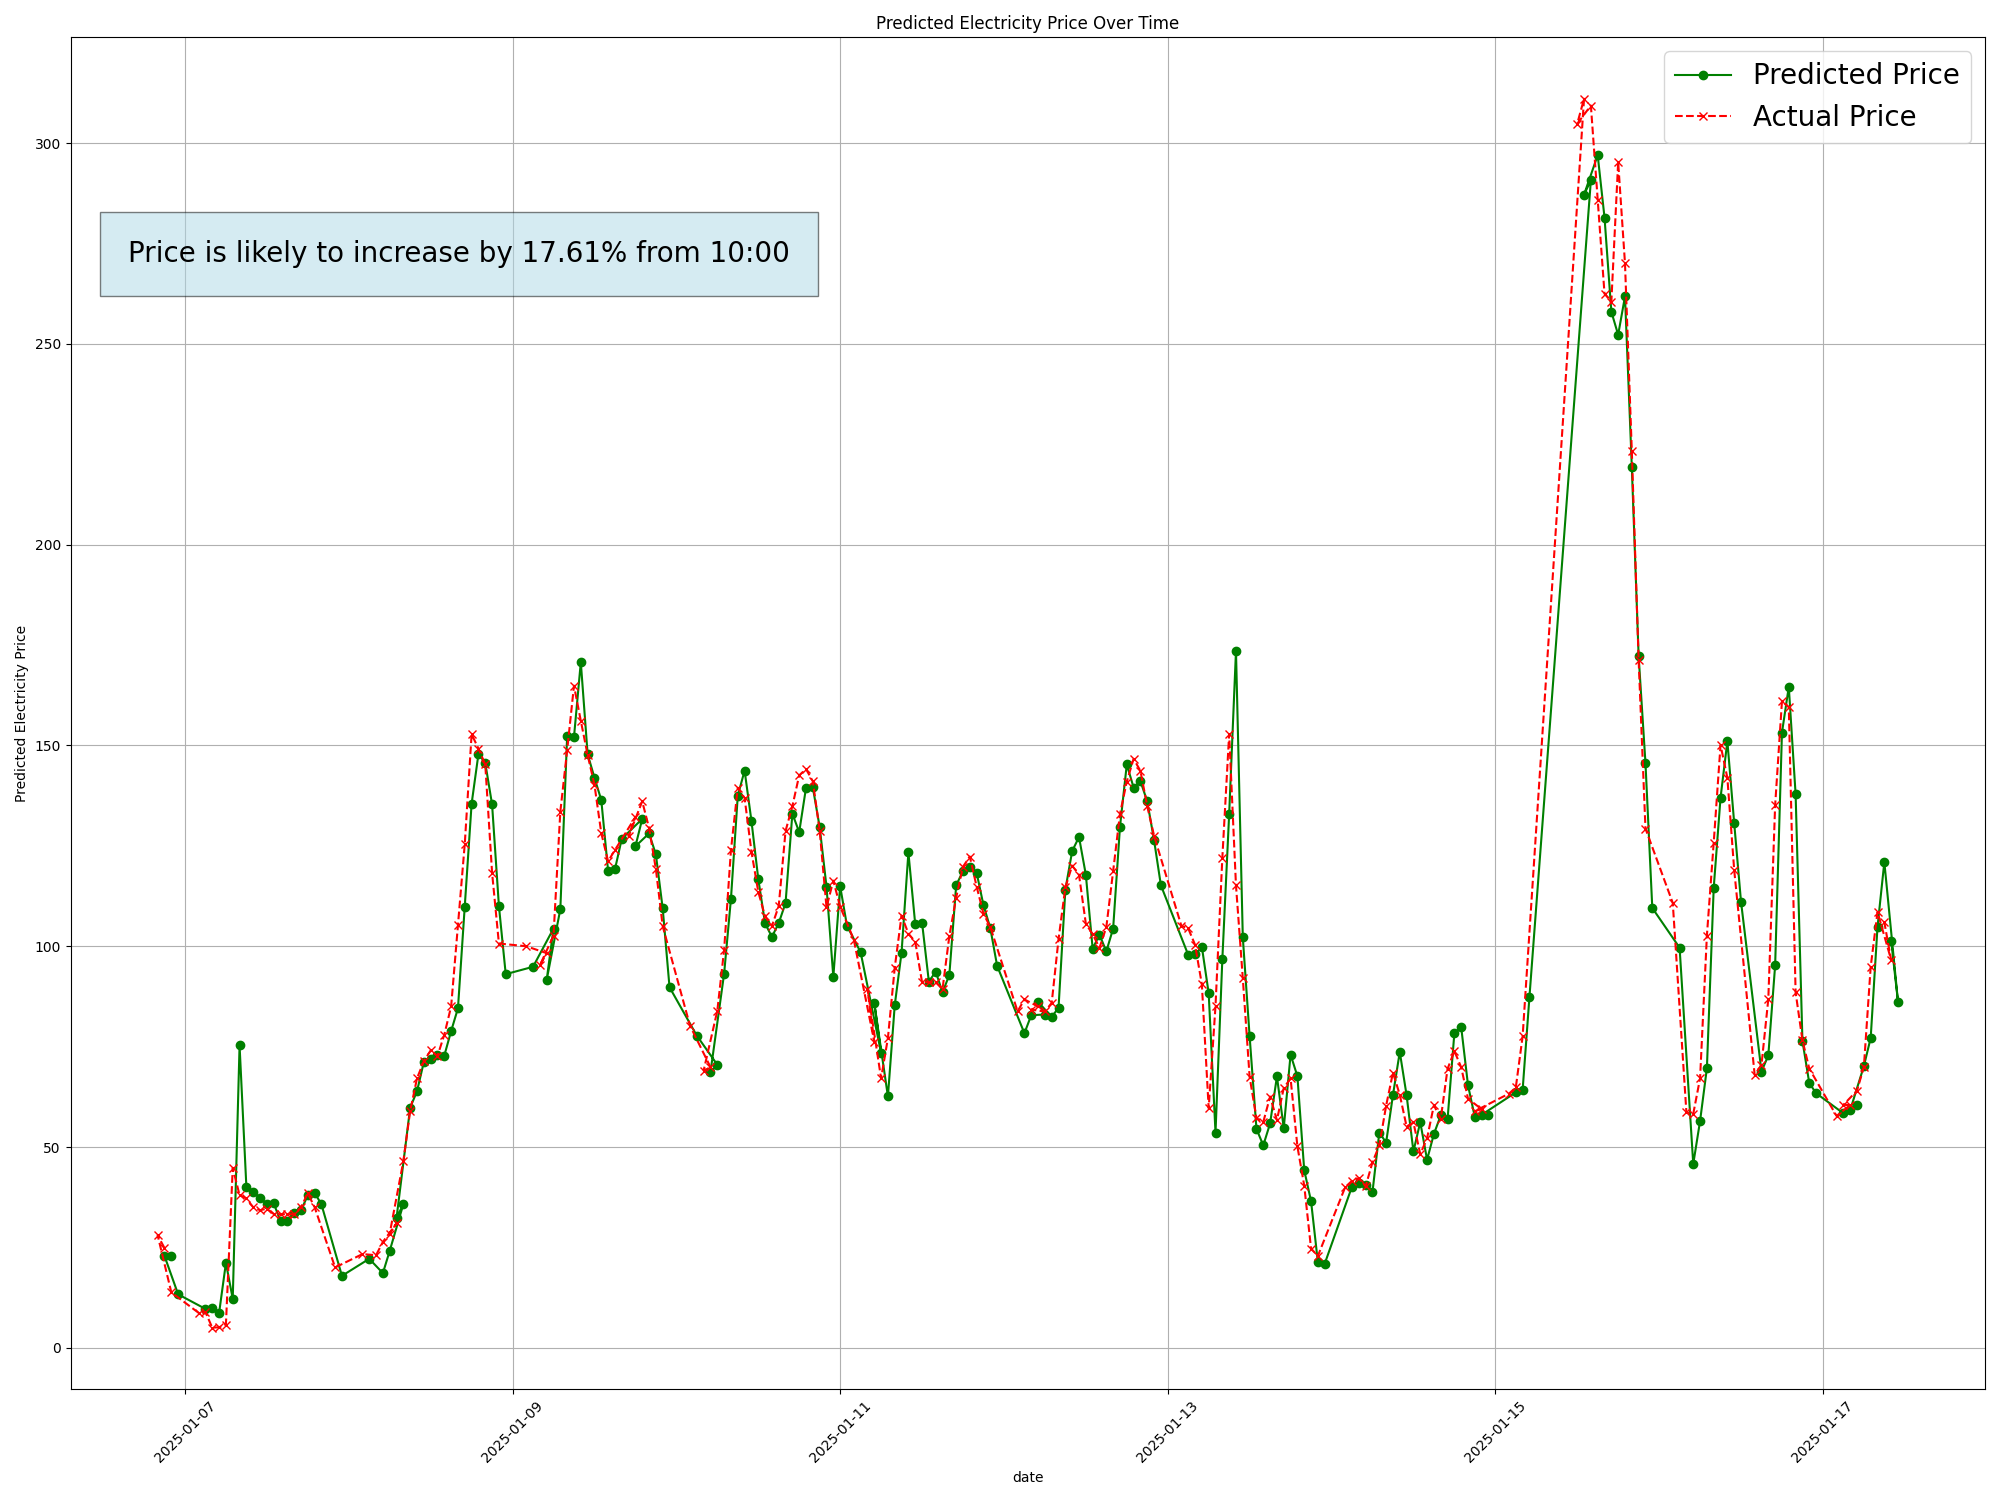 Predicted Electricity Price Over Time
Predicted Price
Actual Price
Price is likely to increase by 17.61% from 10:00
Predicted Electricity Price
300
250
200
150
100
50
0
2025-01-07
2025-01-09
2025-01-11
2025-01-13
2025-01-15
2025-01-17
date